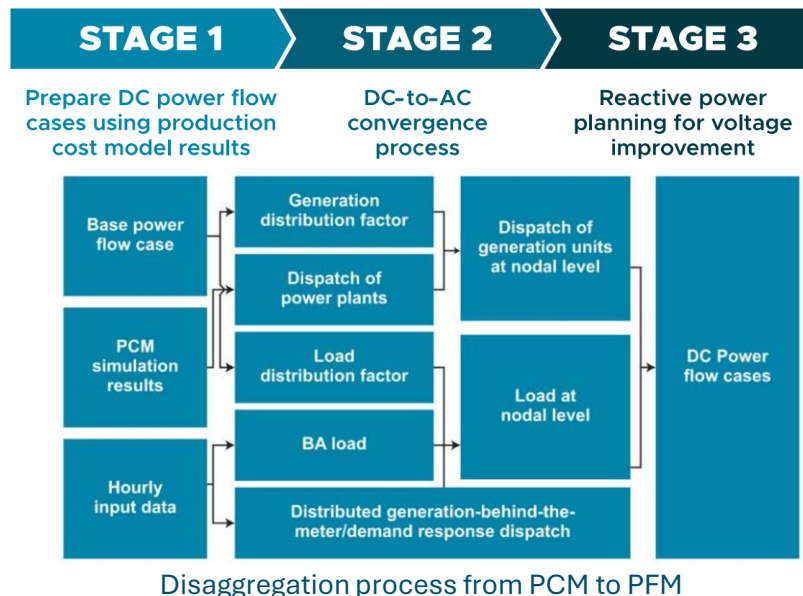 STAGE 1
STAGE 2
STAGE 3
Prepare DC power flow
cases using production
cost model results
DC-to-AC
convergence
process
Reactive power
planning for voltage
improvement
Base power
flow case
PCM
simulation
results
Hourly
input data
Generation
distribution factor
Dispatch of
power plants
Load
distribution factor
BA load
Distributed generation-behind-the-
meter/demand response dispatch
Dispatch of
generation units
at nodal level
Load at
nodal level
DC Power
flow cases
Disaggregation process from PCM to PFM